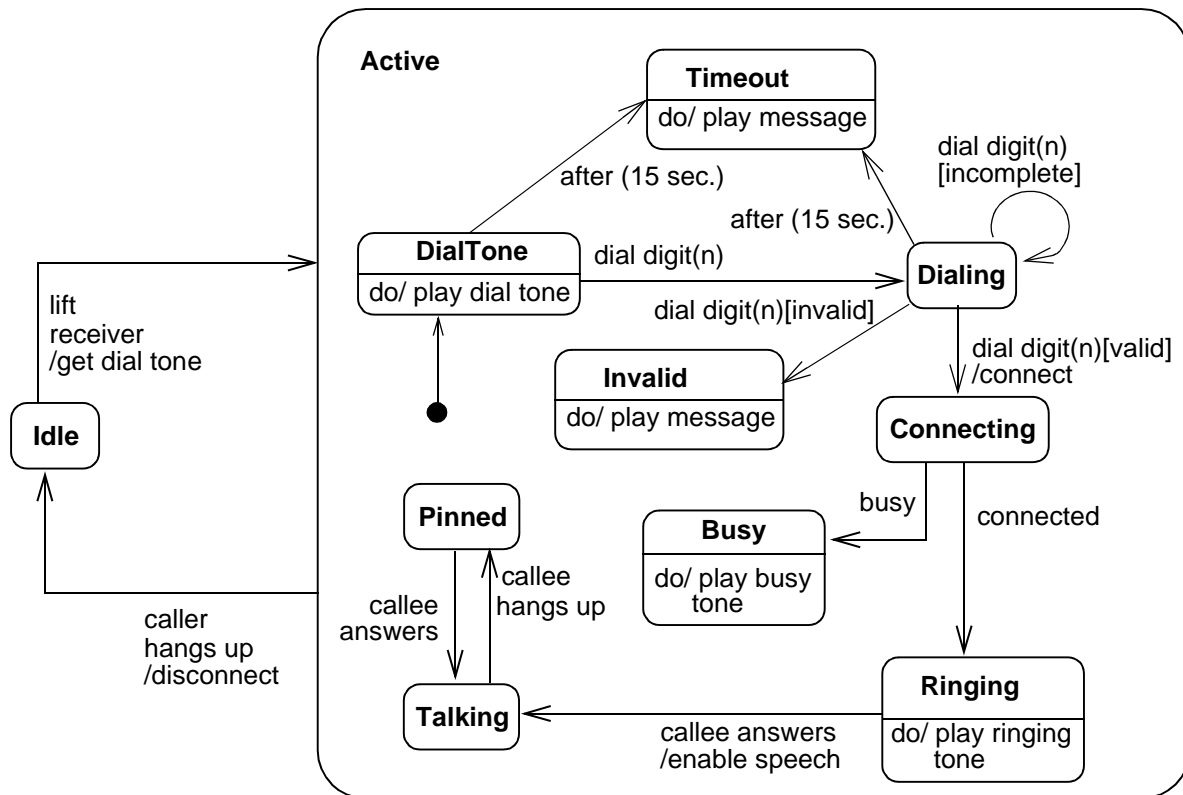 Active
Timeout
do/ play message
dial digit(n)
[incomplete]
after (15 sec.)
after (15 sec.)
DialTone
do/ play dial tone
dial digit(n)
Dialing
lift
receiver
/get dial tone
dial digit(n)[invalid]
dial digit(n)[valid]
/connect
Invalid
do/ play message
Idle
Connecting
Pinned
busy
connected
Busy
do/ play busy
tone
callee
hangs up
callee
answers
caller
hangs up
/disconnect
Talking
Ringing
do/ play ringing
tone
callee answers
/enable speech